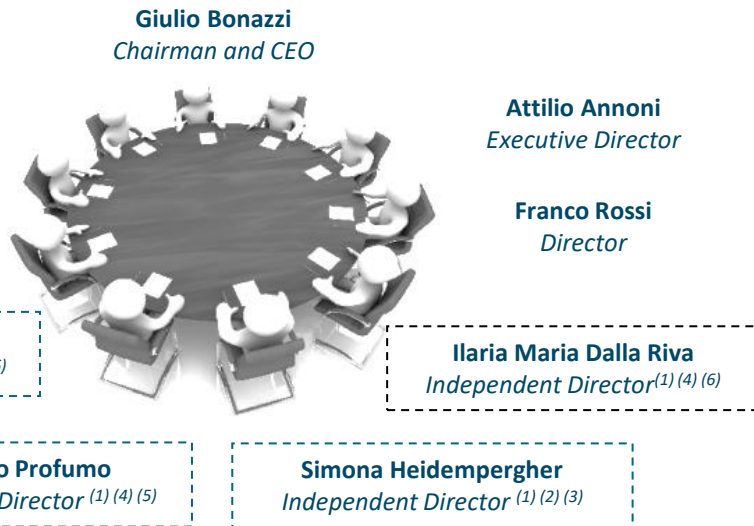 Giulio Bonazzi
Chairman and CEO
Attilio Annoni
Executive Director
Franco Rossi
Director
Ilaria Maria Dalla Riva
Independent Director(1) (4) (6)
Profumo
Director (1) (4) (5)
Simona Heidempergher
Independent Director (1) (2) (3)